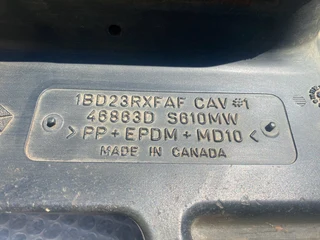 1BD23RXFAF CAV #1
46863D S610MW
>PP+EPDM+MD10<
MADE IN CANADA